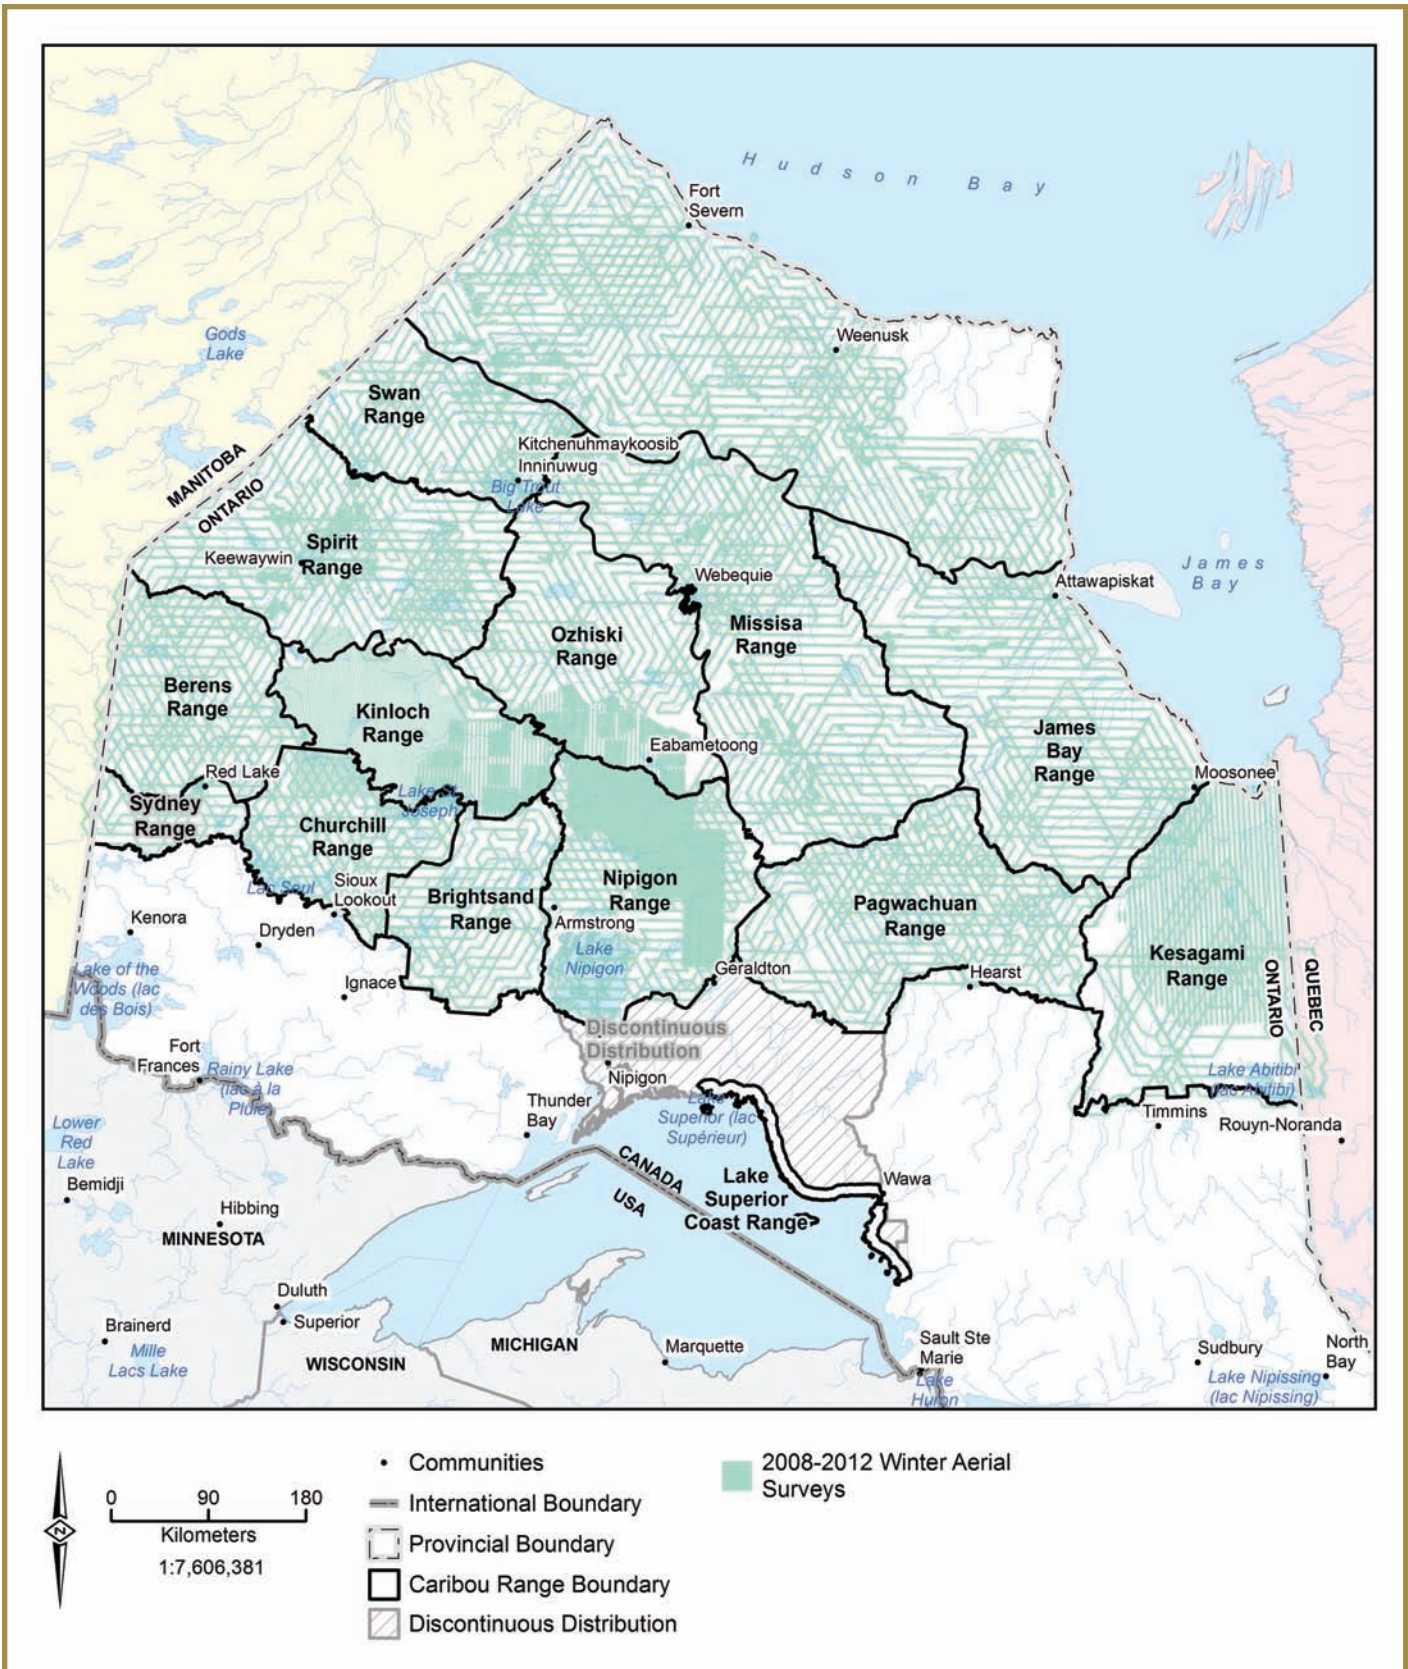 Hudson Bay
Fort
Severn
Weenusk
Gods
Lake
Swan
Range
Kitchenuhmaykoosib
Inninuwug
Big Trout
Lake
MANITOBA
ONTARIO
Keewaywin
Spirit
Range
James
Bay
Attawapiskat
Webequie
Ozhiski
Range
Missisa
Range
Berens
Range
Kinloch
Range
James
Bay
Range
Eabametoong
Red Lake
Moosonee
Sydney
Range
Lake St.
Joseph
Churchill
Range
Sioux
Lookout
Lac Seul
Brightsand
Range
Nipigon
Range
Pagwachuan
Range
Kenora
Dryden
Armstrong
Lake
Nipigon
Kesagami
Range
ONTARIO
QUEBEC
Lake of the
Woods (lac
des Bois)
Ignace
Geraldton
Hearst
Discontinuous
Distribution
Fort
Frances
Rainy Lake
(lac à la
Pluie)
Nipigon
Lake Abitibi
(lac Abitibi)
Thunder
Bay
Lake
Superior (lac
Supérieur)
Timmins
Rouyn-Noranda
Lower
Red
Lake
Bemidji
CANADA
USA
Lake
Superior
Coast Range
Wawa
Hibbing
MINNESOTA
Duluth
Superior
Brainerd
Mille
Lacs Lake
WISCONSIN
MICHIGAN
Marquette
Sault Ste
Marie
Lake
Huron
Sudbury
Lake Nipissing
(lac Nipissing)
North
Bay
N
0 90 180
Kilometers
1:7,606,381
Communities
International Boundary
Provincial Boundary
Caribou Range Boundary
Discontinuous Distribution
2008-2012 Winter Aerial
Surveys